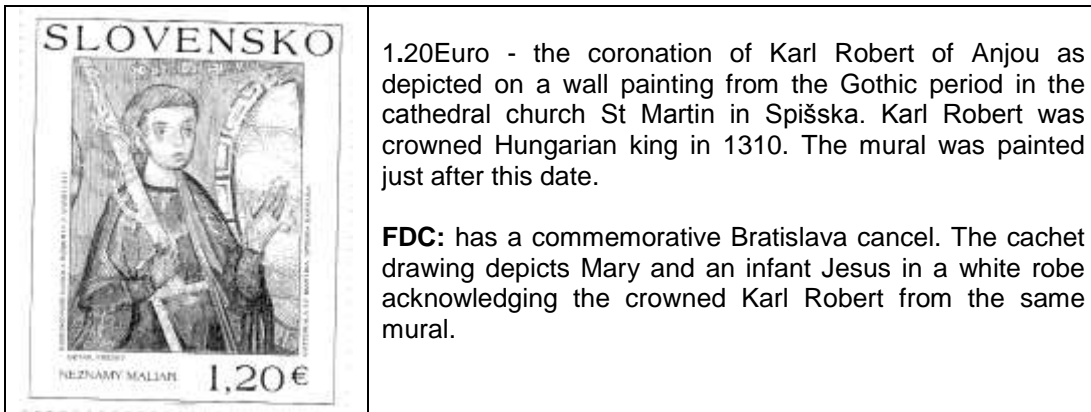 SLOVENSKO
NEZNÁMY MALIAR 1,20€
1.20Euro - the coronation of Karl Robert of Anjou as
depicted on a wall painting from the Gothic period in the
cathedral church St Martin in Spišska. Karl Robert was
crowned Hungarian king in 1310. The mural was painted
just after this date.
FDC: has a commemorative Bratislava cancel. The cachet
drawing depicts Mary and an infant Jesus in a white robe
acknowledging the crowned Karl Robert from the same
mural.